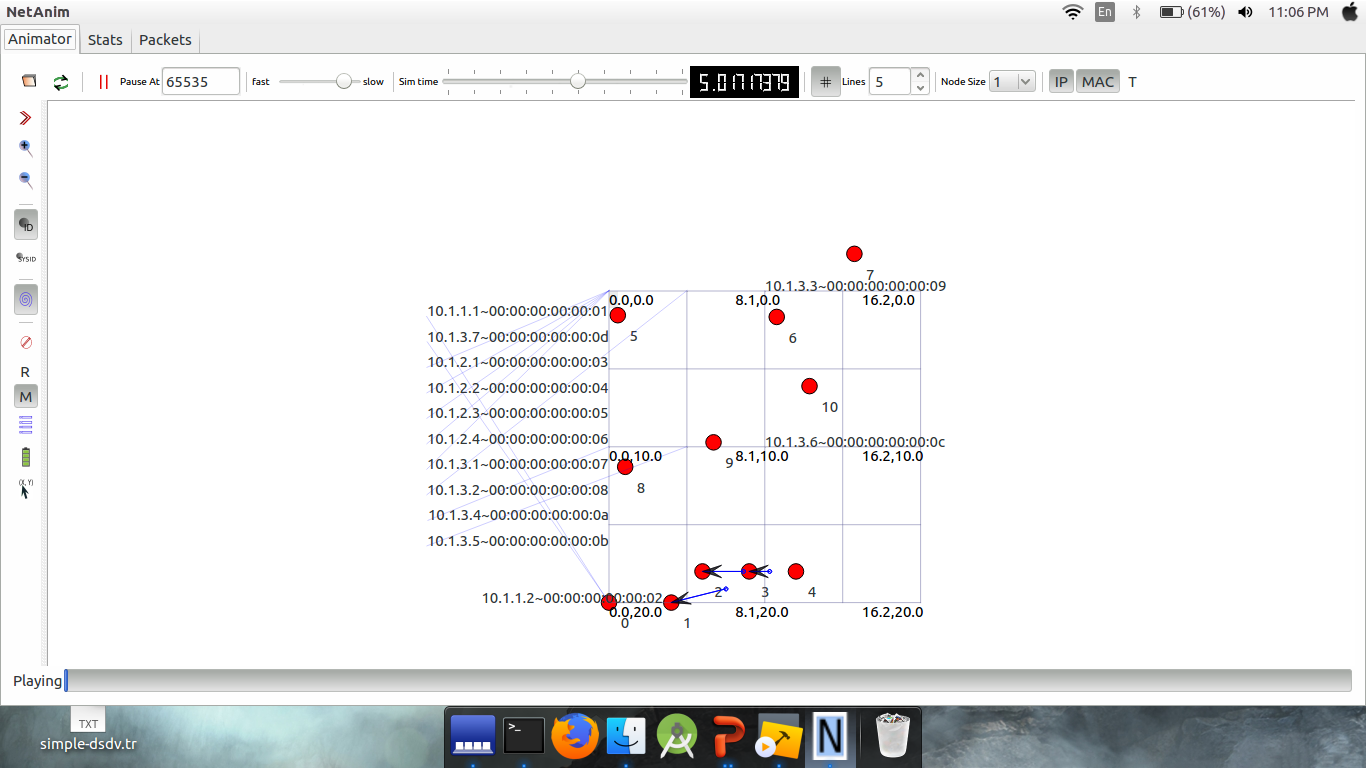 NetAnim
En
(61%)
11:06 PM
Animator Stats Packets
Pause At 65535 fast slow Sim time 5.0171379 # Lines 5 Node Size 1 IP MAC T
ID
SYSID
R
M
(X, Y)
7
10.1.3.3~00:00:00:00:00:09
0.0,0.0 8.1,0.0 16.2,0.0
10.1.1.1~00:00:00:00:00:01
10.1.3.7~00:00:00:00:00:0d 5 6
10.1.2.1~00:00:00:00:00:03
10.1.2.2~00:00:00:00:00:04
10.1.2.3~00:00:00:00:00:05 10
10.1.2.4~00:00:00:00:00:06 10.1.3.6~00:00:00:00:00:0c
0.0,10.0 8.1,10.0 16.2,10.0
10.1.3.1~00:00:00:00:00:07 9
10.1.3.2~00:00:00:00:00:08 8
10.1.3.4~00:00:00:00:00:0a
10.1.3.5~00:00:00:00:00:0b
2 3 4
10.1.1.2~00:00:00:00:00:02
0.0,20.0 8.1,20.0 16.2,20.0
0 1
Playing
TXT
simple-dsdv.tr
>_
N